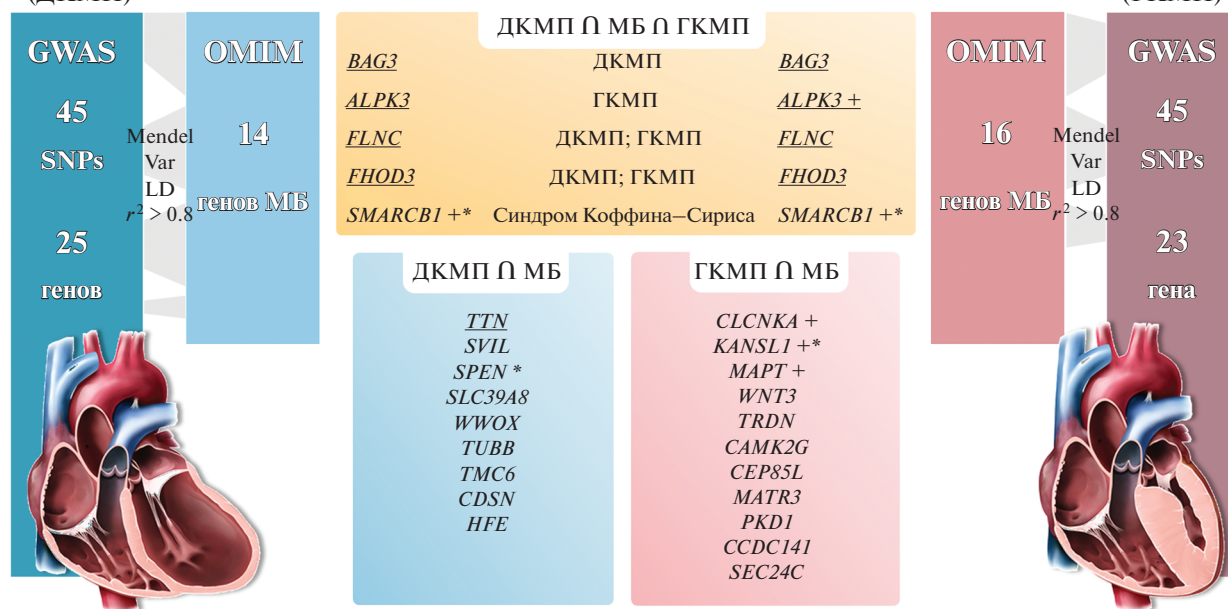 (ДКМП)
(ГКМП)
GWAS
45
SNPs
25
генов
Mendel
Var
LD
r² > 0.8
OMIM
14
генов МБ
ДКМП ∩ МБ ∩ ГКМП
BAG3 ДКМП BAG3
ALPK3 ГКМП ALPK3 +
FLNC ДКМП; ГКМП FLNC
FHOD3 ДКМП; ГКМП FHOD3
SMARCB1 +* Синдром Коффина–Сириса SMARCB1 +*
ДКМП ∩ МБ
TTN
SVIL
SPEN *
SLC39A8
WWOX
TUBB
TMC6
CDSN
HFE
ГКМП ∩ МБ
CLCNKA +
KANSL1 +*
MAPT +
WNT3
TRDN
CAMK2G
CEP85L
MATR3
PKD1
CCDC141
SEC24C
OMIM
16
генов МБ
Mendel
Var
LD
r² > 0.8
GWAS
45
SNPs
23
гена